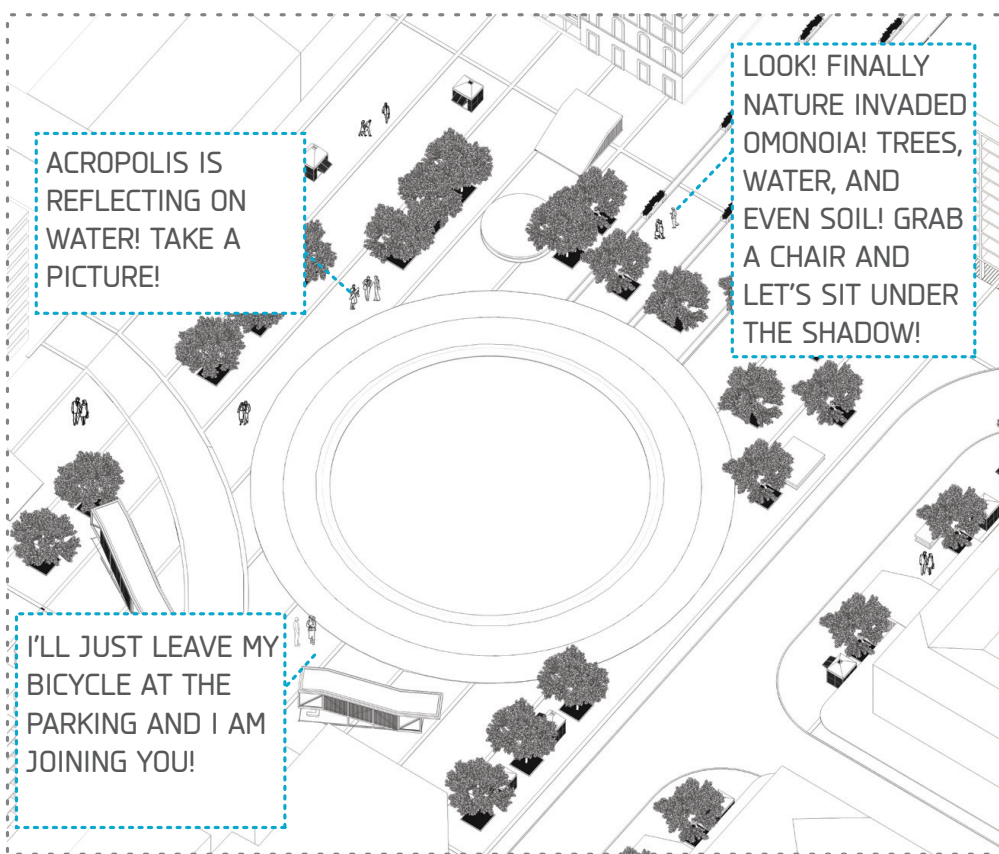 ACROPOLIS IS
REFLECTING ON
WATER! TAKE A
PICTURE!
LOOK! FINALLY
NATURE INVADED
OMONOIA! TREES,
WATER, AND
EVEN SOIL! GRAB
A CHAIR AND
LET'S SIT UNDER
THE SHADOW!
I'LL JUST LEAVE MY
BICYCLE AT THE
PARKING AND I AM
JOINING YOU!